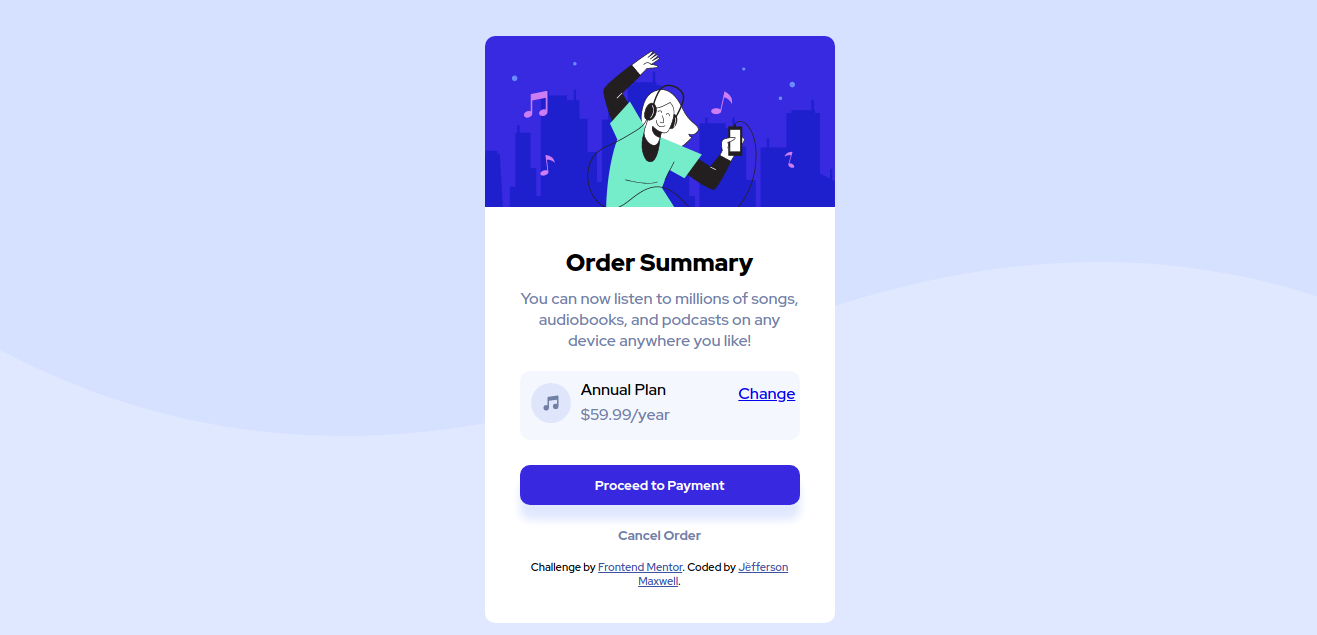 Order Summary
You can now listen to millions of songs,
audiobooks, and podcasts on any
device anywhere you like!
Annual Plan
Change
$59.99/year
Proceed to Payment
Cancel Order
Challenge by Frontend Mentor. Coded by Jëfferson
Maxwell.